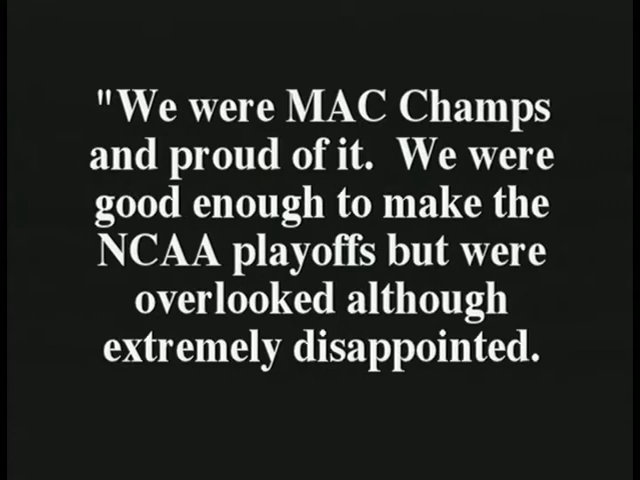 "We were MAC Champs
and proud of it.  We were
good enough to make the
NCAA playoffs but were
overlooked although
extremely disappointed.